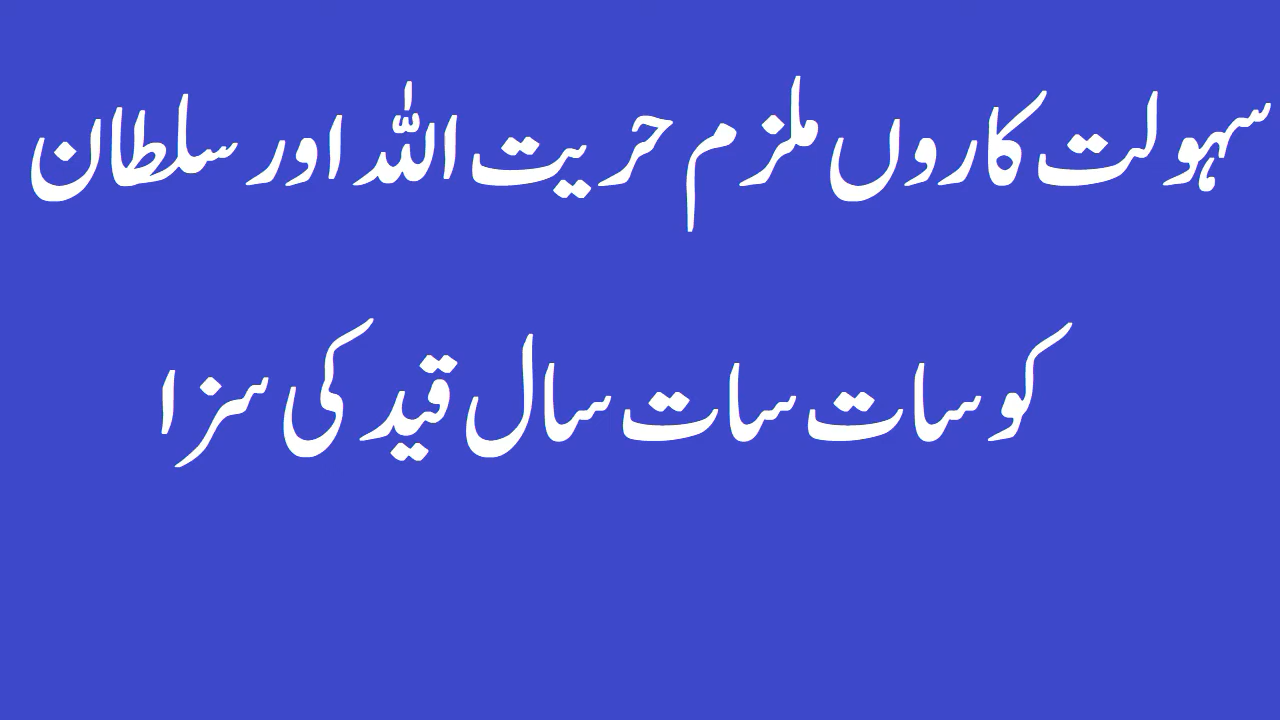 سہولت کاروں ملزم حریت اللہ اور سلطان
کو سات سات سال قید کی سزا